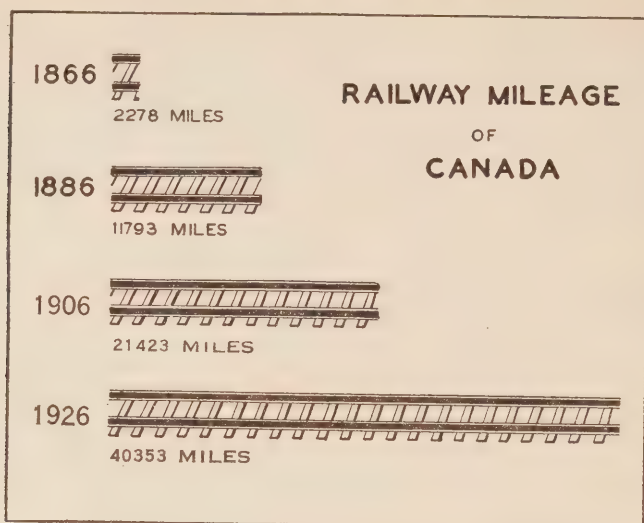 1866
2278 MILES
RAILWAY MILEAGE
OF
CANADA
1886
11793 MILES
1906
21423 MILES
1926
40353 MILES